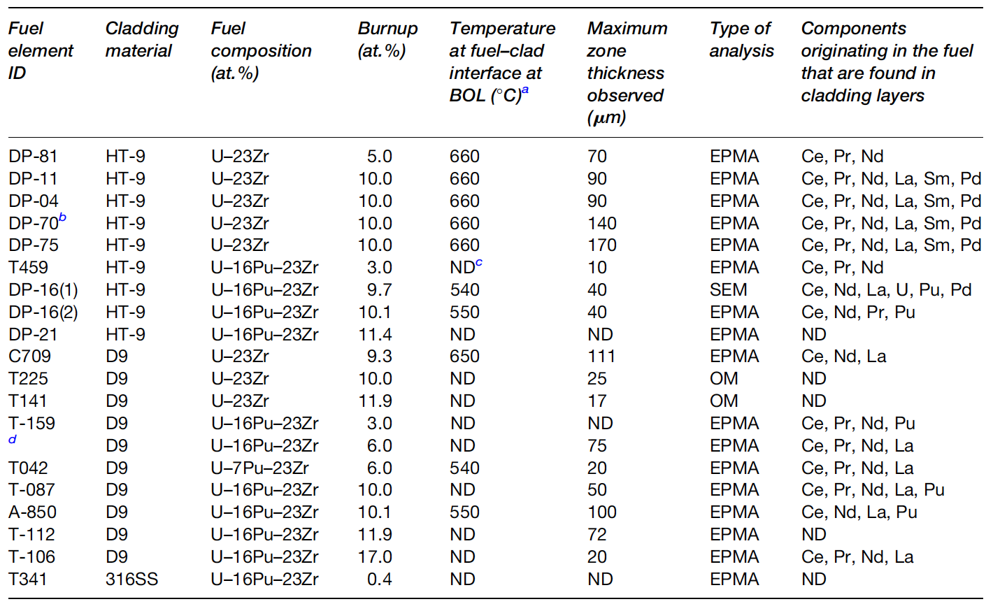 Fuel element ID | Cladding material | Fuel composition (at.%) | Burnup (at.%) | Temperature at fuel–clad interface at BOL (°C)a | Maximum zone thickness observed (μm) | Type of analysis | Components originating in the fuel that are found in cladding layers
DP-81 HT-9 U–23Zr 5.0 660 70 EPMA Ce, Pr, Nd
DP-11 HT-9 U–23Zr 10.0 660 90 EPMA Ce, Pr, Nd, La, Sm, Pd
DP-04 HT-9 U–23Zr 10.0 660 90 EPMA Ce, Pr, Nd, La, Sm, Pd
DP-70b HT-9 U–23Zr 10.0 660 140 EPMA Ce, Pr, Nd, La, Sm, Pd
DP-75 HT-9 U–23Zr 10.0 660 170 EPMA Ce, Pr, Nd, La, Sm, Pd
T459 HT-9 U–16Pu–23Zr 3.0 NDc 10 EPMA Ce, Pr, Nd
DP-16(1) HT-9 U–16Pu–23Zr 9.7 540 40 SEM Ce, Nd, La, U, Pu, Pd
DP-16(2) HT-9 U–16Pu–23Zr 10.1 550 40 EPMA Ce, Nd, Pr, Pu
DP-21 HT-9 U–16Pu–23Zr 11.4 ND ND EPMA ND
C709 D9 U–23Zr 9.3 650 111 EPMA Ce, Nd, La
T225 D9 U–23Zr 10.0 ND 25 OM ND
T141 D9 U–23Zr 11.9 ND 17 OM ND
T-159 D9 U–16Pu–23Zr 3.0 ND ND EPMA Ce, Pr, Nd, Pu
d D9 U–16Pu–23Zr 6.0 ND 75 EPMA Ce, Pr, Nd, La
T042 D9 U–7Pu–23Zr 6.0 540 20 EPMA Ce, Pr, Nd, La
T-087 D9 U–16Pu–23Zr 10.0 ND 50 EPMA Ce, Pr, Nd, La, Pu
A-850 D9 U–16Pu–23Zr 10.1 550 100 EPMA Ce, Nd, La, Pu
T-112 D9 U–16Pu–23Zr 11.9 ND 72 EPMA ND
T-106 D9 U–16Pu–23Zr 17.0 ND 20 EPMA Ce, Pr, Nd, La
T341 316SS U–16Pu–23Zr 0.4 ND ND EPMA ND